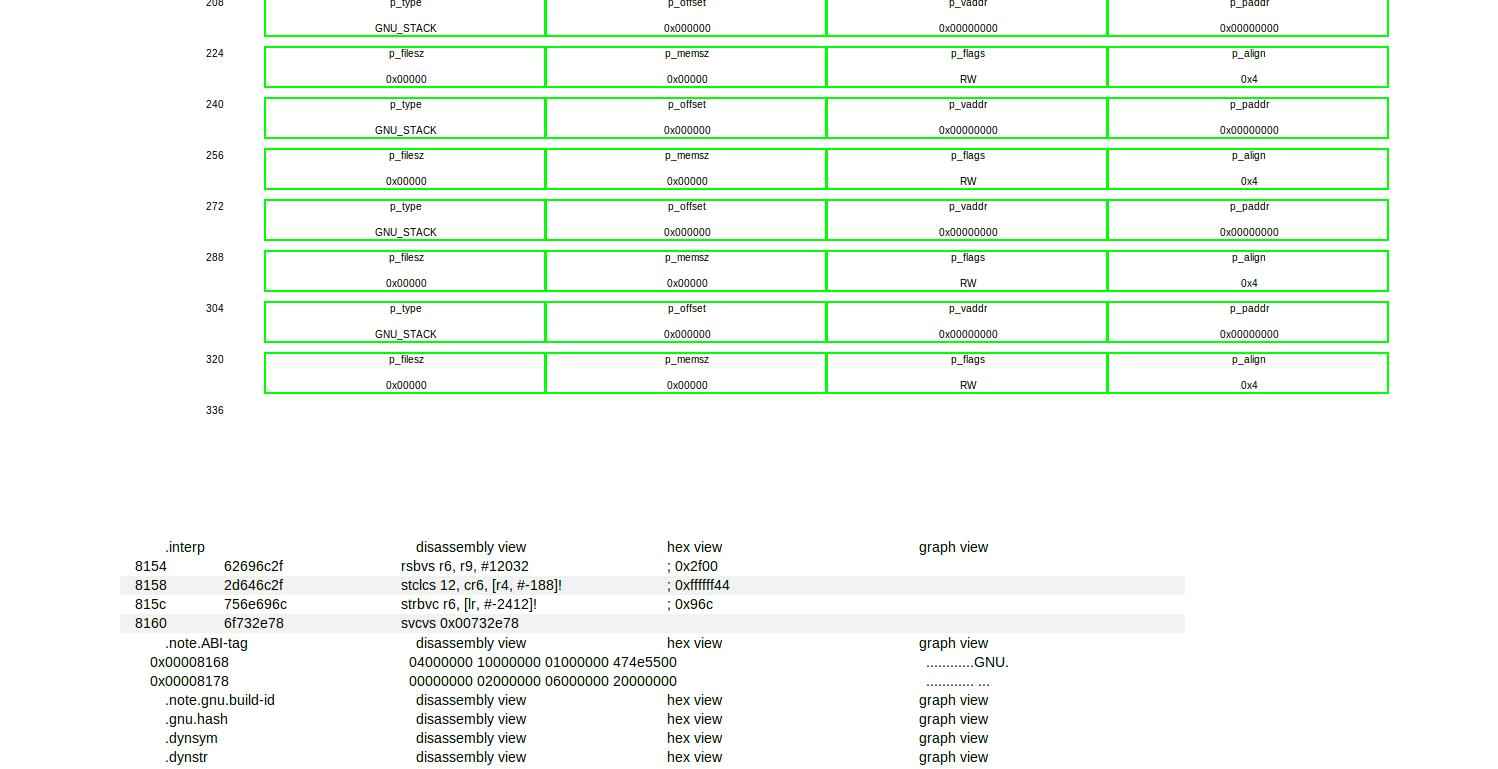 208 p_type p_offset p_vaddr p_paddr
GNU_STACK 0x000000 0x00000000 0x00000000
224 p_filesz p_memsz p_flags p_align
0x00000 0x00000 RW 0x4
240 p_type p_offset p_vaddr p_paddr
GNU_STACK 0x000000 0x00000000 0x00000000
256 p_filesz p_memsz p_flags p_align
0x00000 0x00000 RW 0x4
272 p_type p_offset p_vaddr p_paddr
GNU_STACK 0x000000 0x00000000 0x00000000
288 p_filesz p_memsz p_flags p_align
0x00000 0x00000 RW 0x4
304 p_type p_offset p_vaddr p_paddr
GNU_STACK 0x000000 0x00000000 0x00000000
320 p_filesz p_memsz p_flags p_align
0x00000 0x00000 RW 0x4
336
.interp disassembly view hex view graph view
8154 62696c2f rsbvs r6, r9, #12032 ; 0x2f00
8158 2d646c2f stclcs 12, cr6, [r4, #-188]! ; 0xffffff44
815c 756e696c strbvc r6, [lr, #-2412]! ; 0x96c
8160 6f732e78 svcvs 0x00732e78
.note.ABI-tag disassembly view hex view graph view
0x00008168 04000000 10000000 01000000 474e5500 ............GNU.
0x00008178 00000000 02000000 06000000 20000000 ............ ...
.note.gnu.build-id disassembly view hex view graph view
.gnu.hash disassembly view hex view graph view
.dynsym disassembly view hex view graph view
.dynstr disassembly view hex view graph view